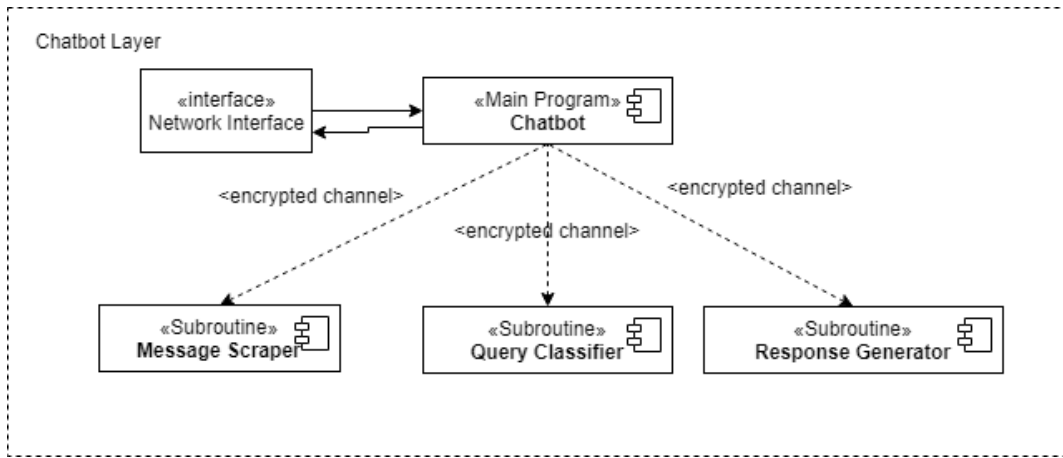 Chatbot Layer
«interface»
Network Interface
«Main Program»
Chatbot
<encrypted channel>
<encrypted channel>
<encrypted channel>
«Subroutine»
Message Scraper
«Subroutine»
Query Classifier
«Subroutine»
Response Generator